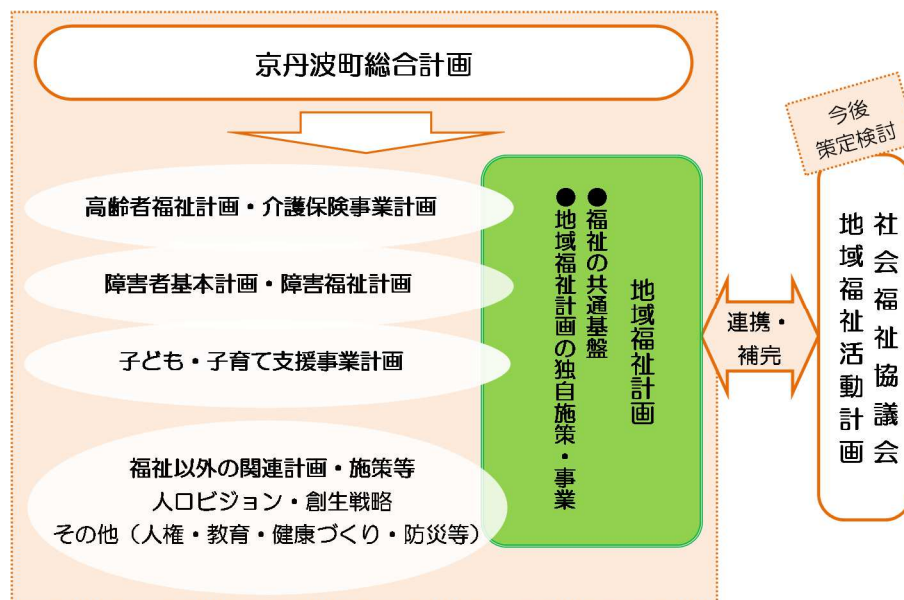 京丹波町総合計画
高齢者福祉計画・介護保険事業計画
障害者基本計画・障害福祉計画
子ども・子育て支援事業計画
福祉以外の関連計画・施策等
人口ビジョン・創生戦略
その他（人権・教育・健康づくり・防災等）
地域福祉計画
●福祉の共通基盤
●地域福祉計画の独自施策・事業
連携・
補完
今後
策定検討
社会福祉協議会
地域福祉活動計画